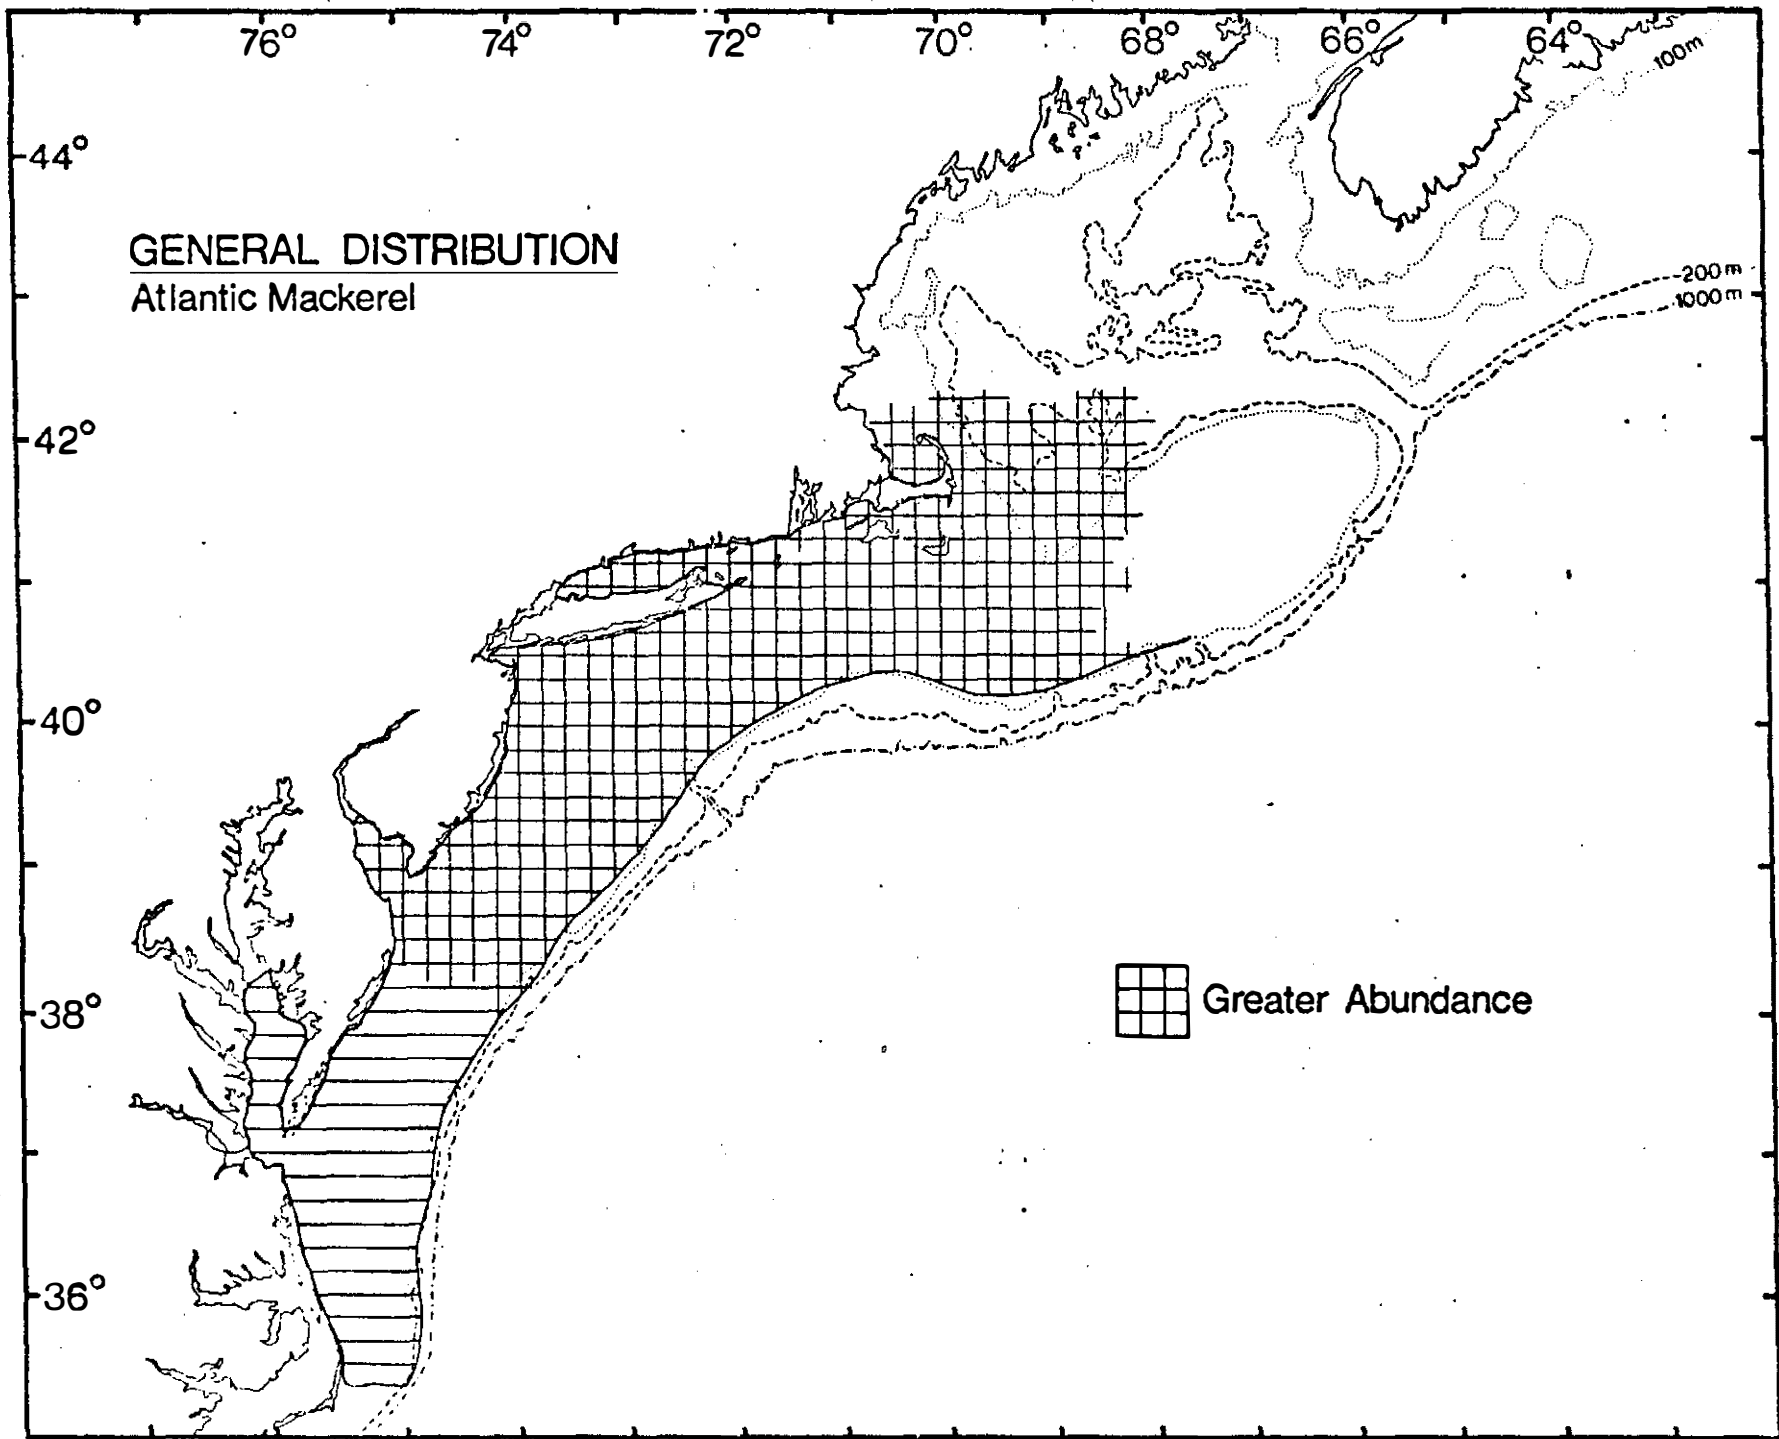 76° 74° 72° 70° 68° 66° 64°
100m
44°
GENERAL DISTRIBUTION
Atlantic Mackerel
200m
1000m
42°
40°
38°
Greater Abundance
36°